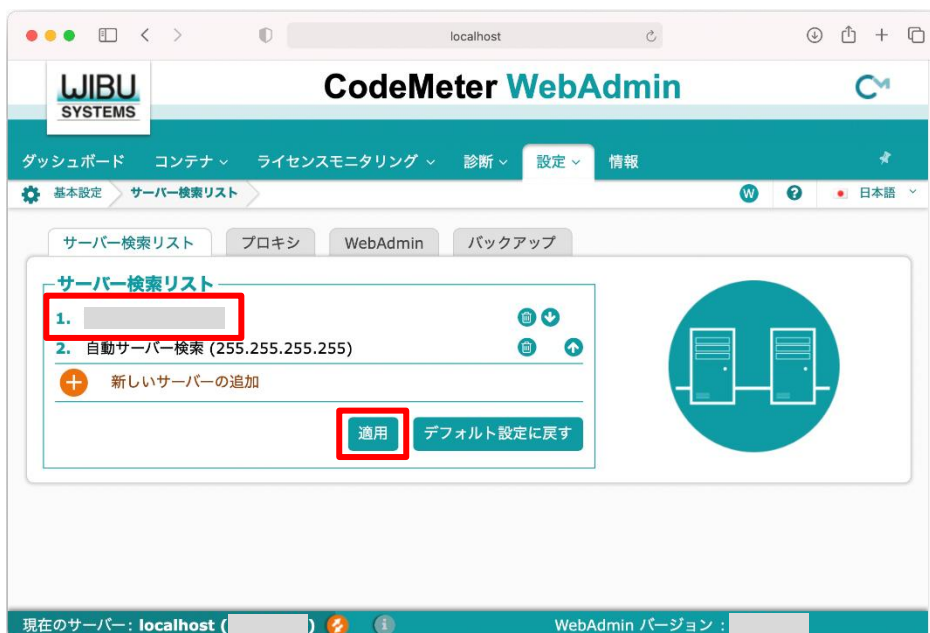 localhost
WIBU
SYSTEMS
CodeMeter WebAdmin
CM
ダッシュボード コンテナ ライセンスモニタリング 診断 設定 情報
基本設定 サーバー検索リスト W ? 日本語
サーバー検索リスト プロキシ WebAdmin バックアップ
サーバー検索リスト
1.
2. 自動サーバー検索 (255.255.255.255)
+ 新しいサーバーの追加
適用 デフォルト設定に戻す
現在のサーバー: localhost ( ) i WebAdmin バージョン :